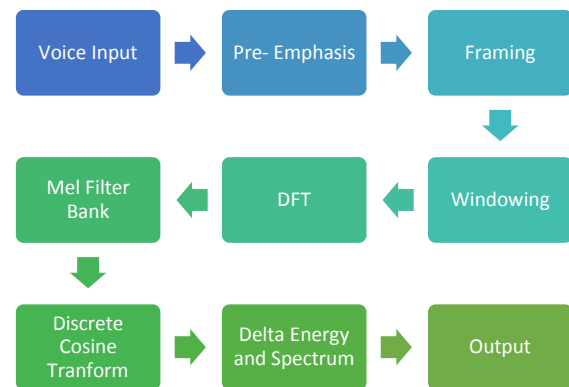 Voice Input
Pre- Emphasis
Framing
Windowing
DFT
Mel Filter
Bank
Discrete
Cosine
Tranform
Delta Energy
and Spectrum
Output